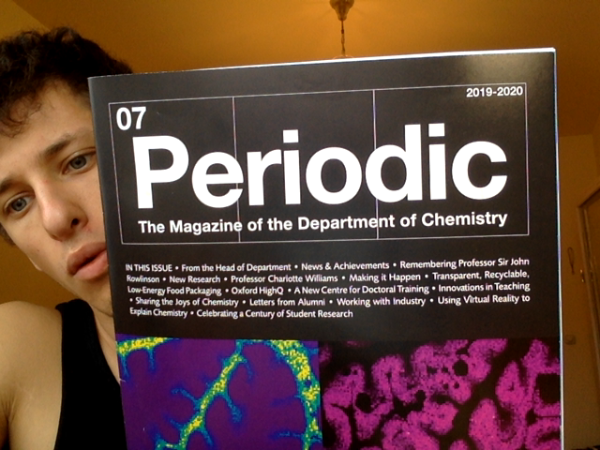 07
2019-2020
Periodic
The Magazine of the Department of Chemistry
IN THIS ISSUE • From the Head of Department • News & Achievements • Remembering Professor Sir John
Rowlinson • New Research • Professor Charlotte Williams • Making it Happen • Transparent, Recyclable,
Low-Energy Food Packaging • Oxford HighQ • A New Centre for Doctoral Training • Innovations in Teaching
• Sharing the Joys of Chemistry • Letters from Alumni • Working with Industry • Using Virtual Reality to
Explain Chemistry • Celebrating a Century of Student Research